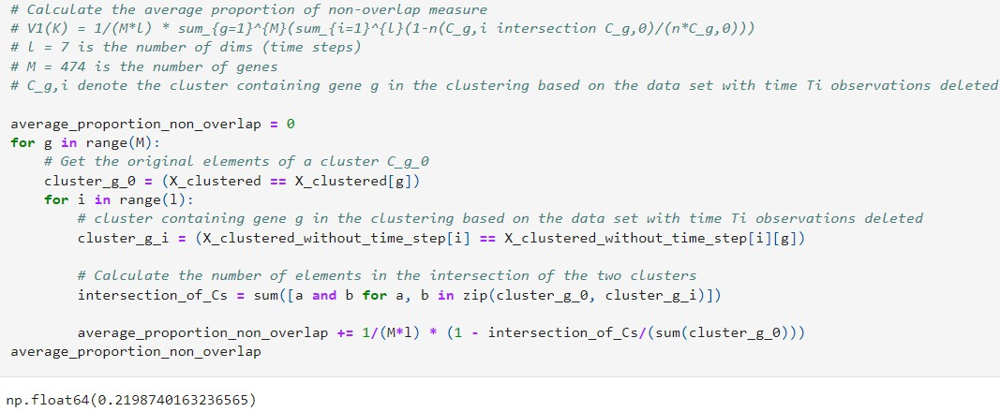 # Calculate the average proportion of non-overlap measure
# V1(K) = 1/(M*l) * sum_{g=1}^{M}(sum_{i=1}^{l}(1-n(C_g,i intersection C_g,0)/(n*C_g,0)))
# l = 7 is the number of dims (time steps)
# M = 474 is the number of genes
# C_g,i denote the cluster containing gene g in the clustering based on the data set with time Ti observations deleted
average_proportion_non_overlap = 0
for g in range(M):
    # Get the original elements of a cluster C_g_0
    cluster_g_0 = (X_clustered == X_clustered[g])
    for i in range(l):
        # cluster containing gene g in the clustering based on the data set with time Ti observations deleted
        cluster_g_i = (X_clustered_without_time_step[i] == X_clustered_without_time_step[i][g])
        # Calculate the number of elements in the intersection of the two clusters
        intersection_of_Cs = sum([a and b for a, b in zip(cluster_g_0, cluster_g_i)])
        average_proportion_non_overlap += 1/(M*l) * (1 - intersection_of_Cs/(sum(cluster_g_0)))
average_proportion_non_overlap
np.float64(0.2198740163236565)